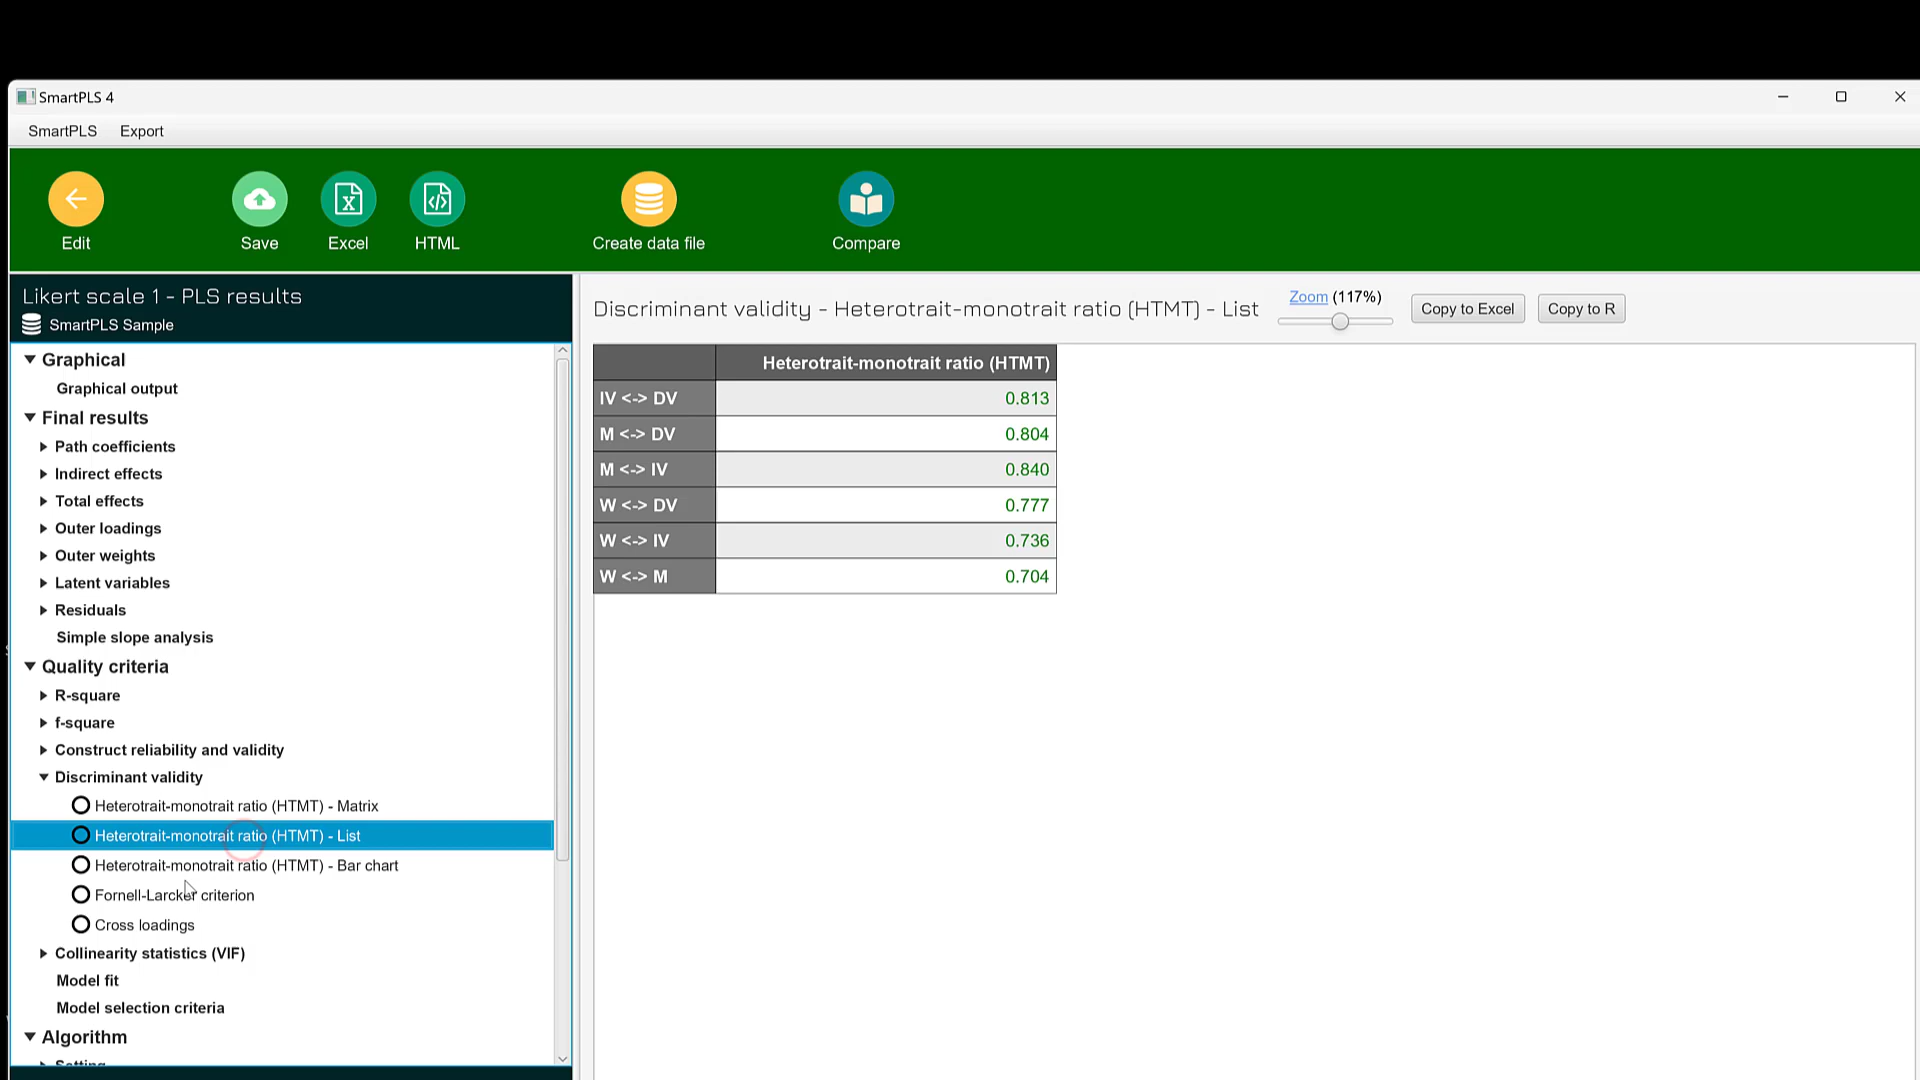 SmartPLS 4
SmartPLS Export
Edit Save Excel HTML Create data file Compare
Likert scale 1 - PLS results
SmartPLS Sample
Graphical
Graphical output
Final results
Path coefficients
Indirect effects
Total effects
Outer loadings
Outer weights
Latent variables
Residuals
Simple slope analysis
Quality criteria
R-square
f-square
Construct reliability and validity
Discriminant validity
Heterotrait-monotrait ratio (HTMT) - Matrix
Heterotrait-monotrait ratio (HTMT) - List
Heterotrait-monotrait ratio (HTMT) - Bar chart
Fornell-Larcker criterion
Cross loadings
Collinearity statistics (VIF)
Model fit
Model selection criteria
Algorithm
Setting
Discriminant validity - Heterotrait-monotrait ratio (HTMT) - List Zoom (117%) Copy to Excel Copy to R
Heterotrait-monotrait ratio (HTMT)
IV <-> DV 0.813
M <-> DV 0.804
M <-> IV 0.840
W <-> DV 0.777
W <-> IV 0.736
W <-> M 0.704